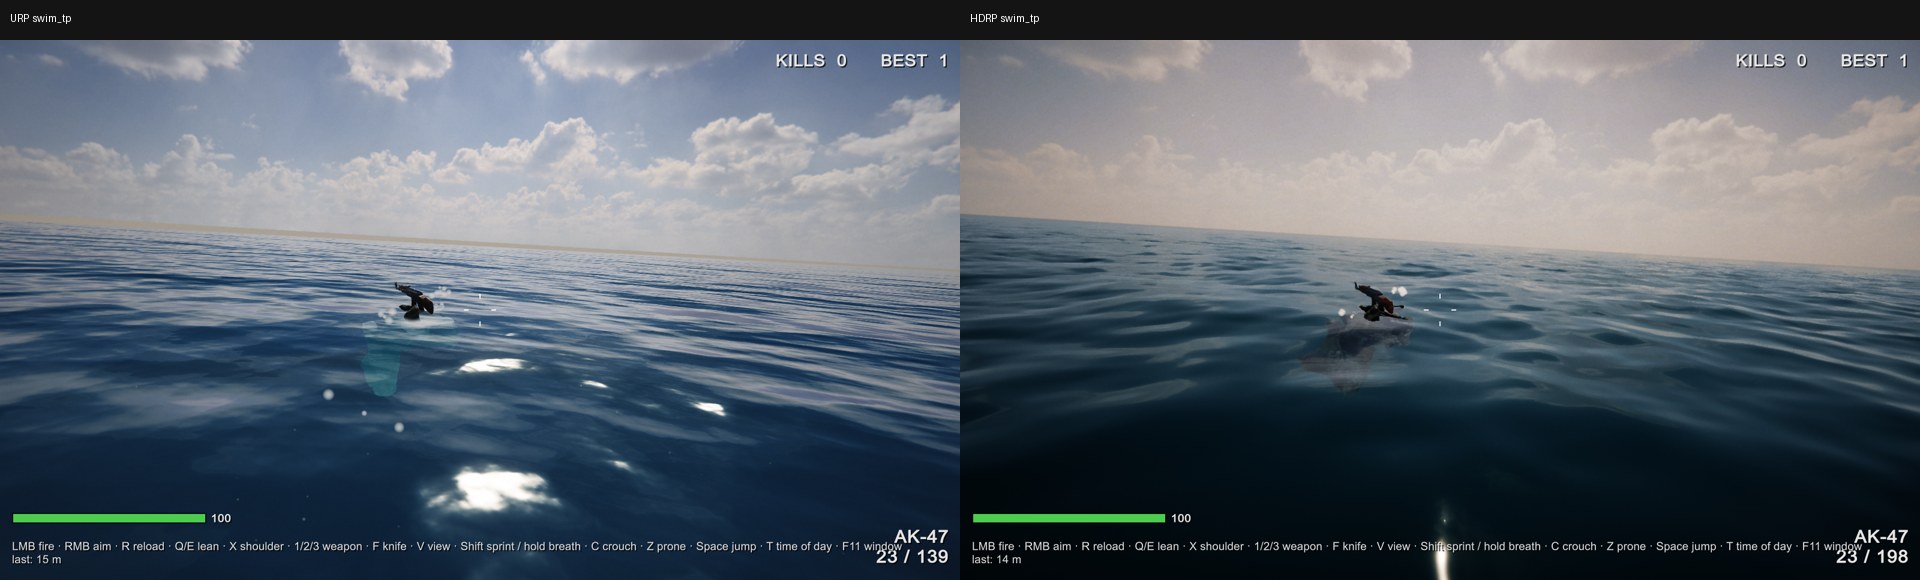 URP swim_tp
KILLS 0 BEST 1
100
AK-47
LMB fire · RMB aim · R reload · Q/E lean · X shoulder · 1/2/3 weapon · F knife · V view · Shift sprint / hold breath · C crouch · Z prone · Space jump · T time of day · F11 window
23 / 139
last: 15 m
HDRP swim_tp
KILLS 0 BEST 1
100
AK-47
LMB fire · RMB aim · R reload · Q/E lean · X shoulder · 1/2/3 weapon · F knife · V view · Shift sprint / hold breath · C crouch · Z prone · Space jump · T time of day · F11 window
23 / 198
last: 14 m